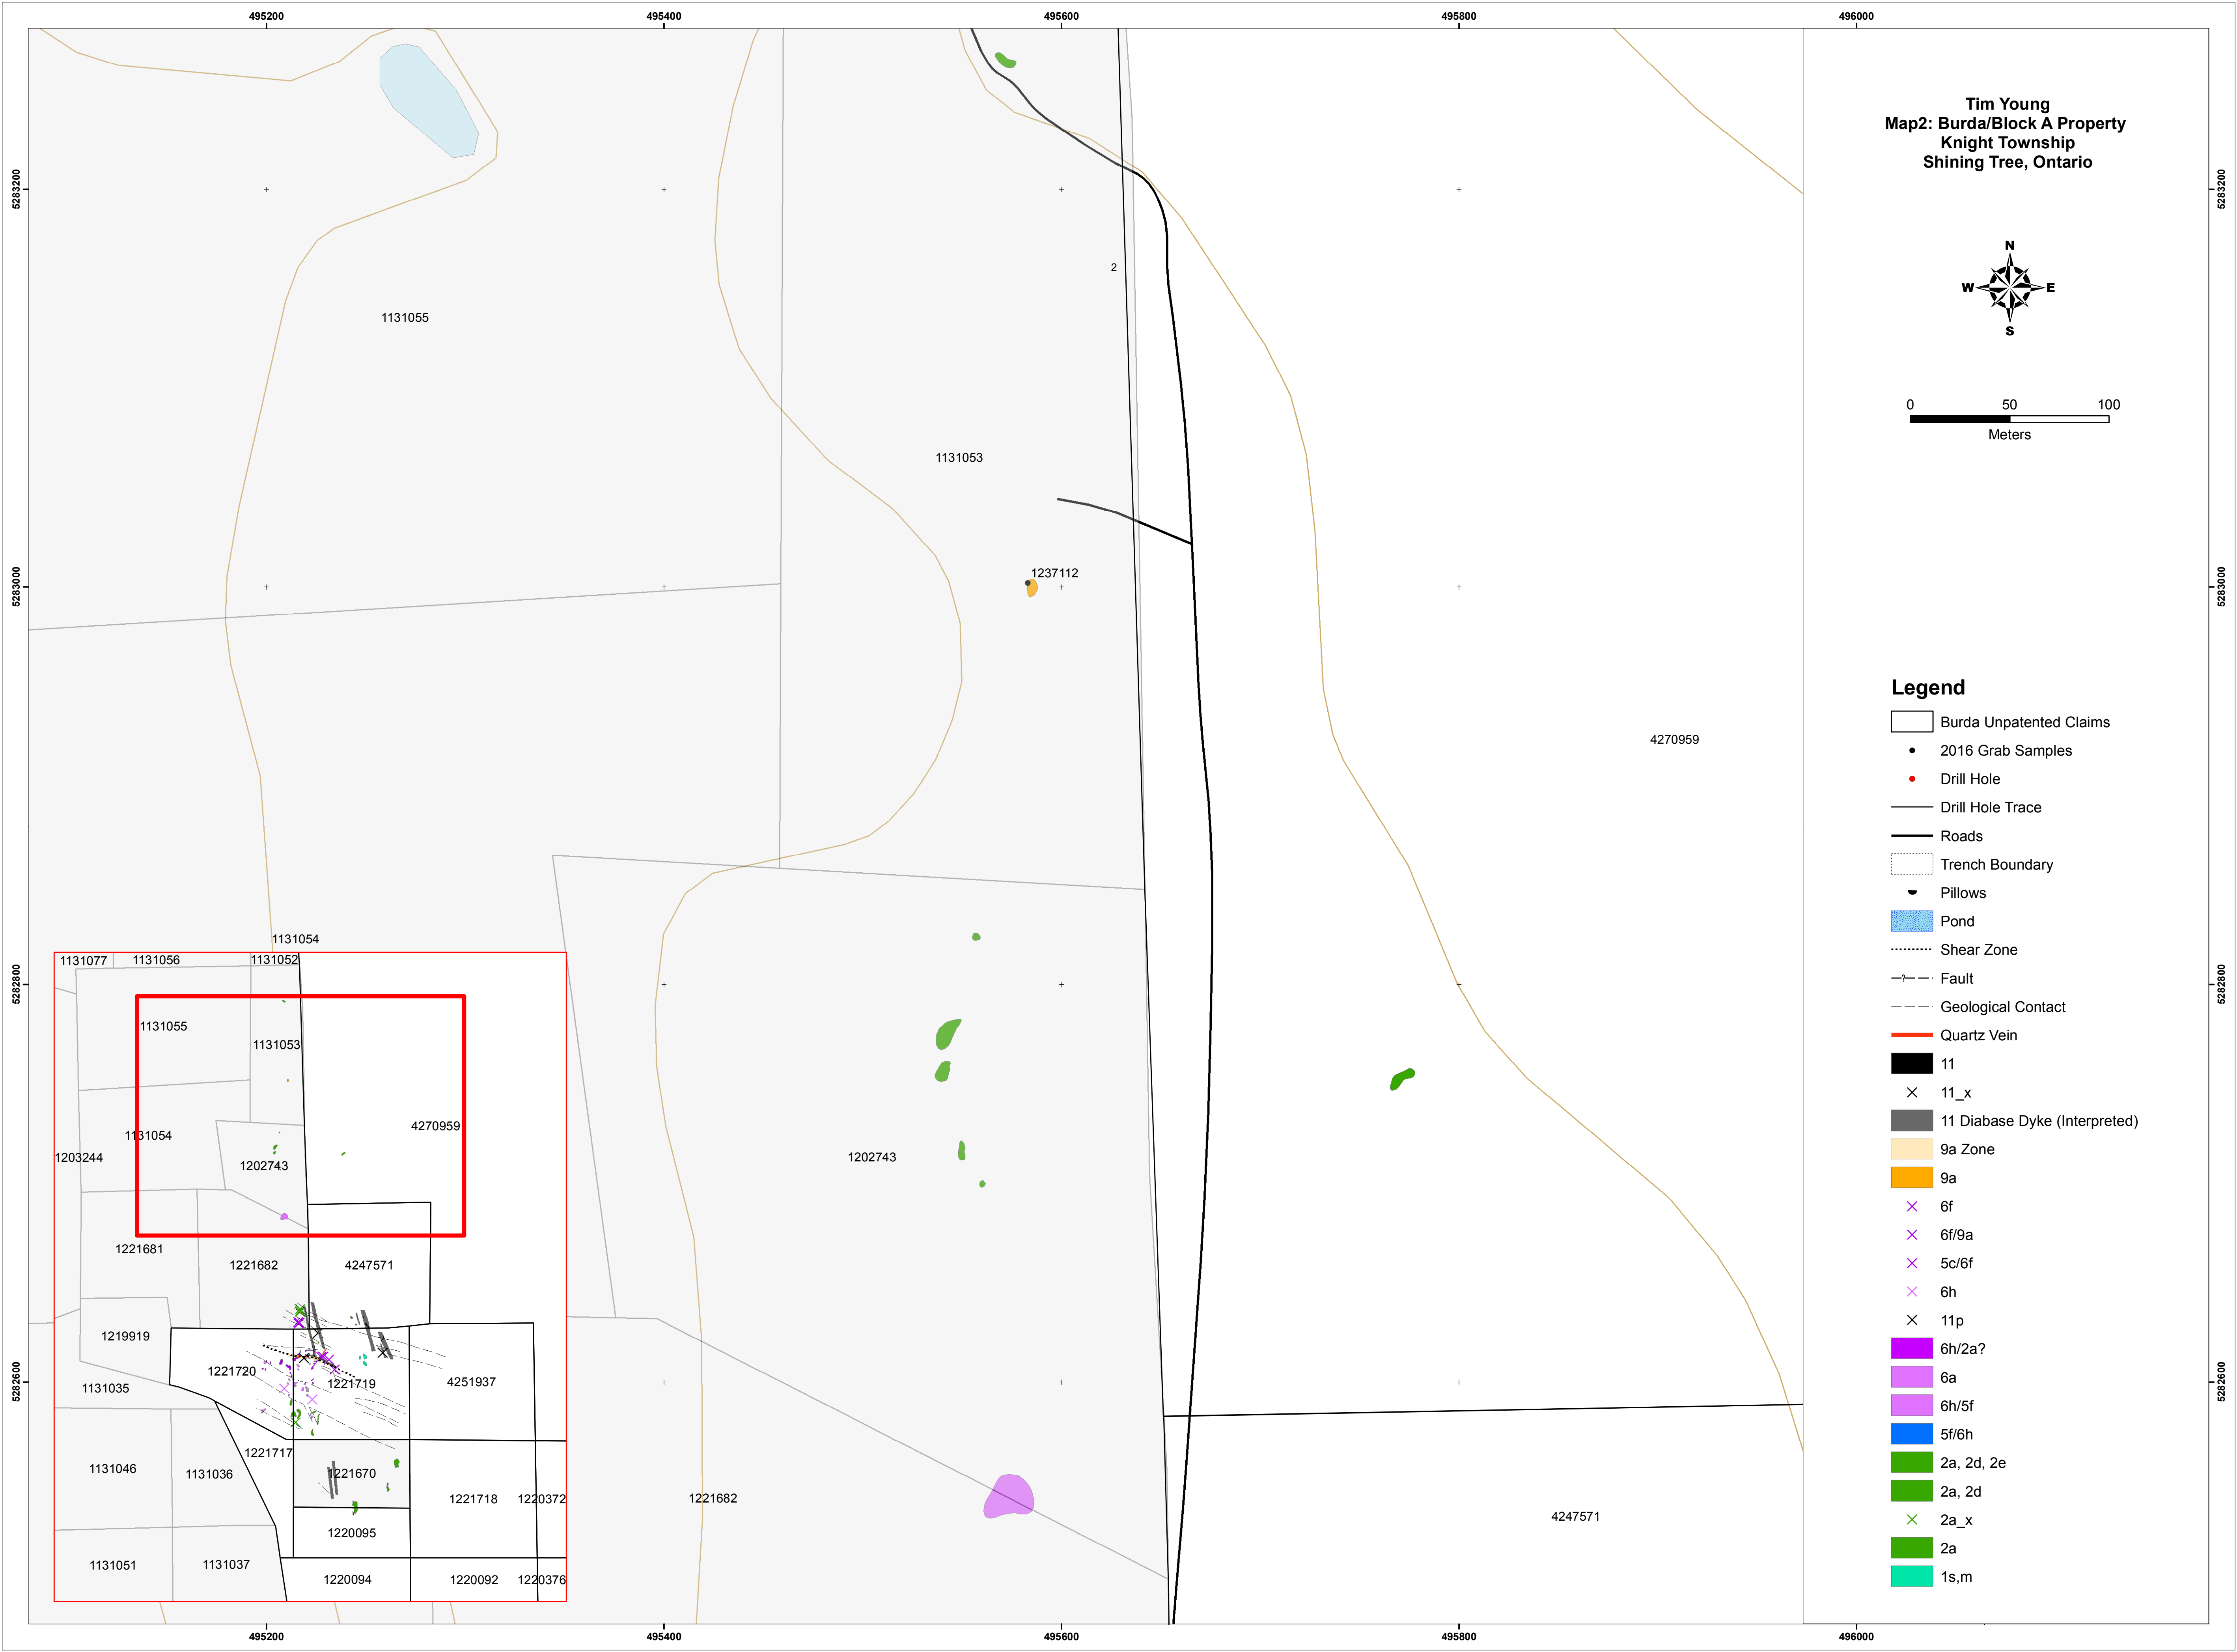 495200
495400
495600
495800
496000
5283200
5283200
5283000
5283000
5282800
5282800
5282600
5282600
Tim Young
Map2: Burda/Block A Property
Knight Township
Shining Tree, Ontario
N
W
E
S
0
50
100
Meters
2
1131055
1131053
1237112
4270959
1131054
1202743
1221682
4247571
1131077
1131056
1131052
1131055
1131053
1131054
4270959
1203244
1202743
1221681
1221682
4247571
1219919
1221720
1221719
4251937
1131035
1221717
1131046
1131036
1221670
1221718
1220372
1220095
1131051
1131037
1220094
1220092
1220376
Legend
Burda Unpatented Claims
2016 Grab Samples
Drill Hole
Drill Hole Trace
Roads
Trench Boundary
Pillows
Pond
Shear Zone
? Fault
Geological Contact
Quartz Vein
11
11_x
11 Diabase Dyke (Interpreted)
9a Zone
9a
6f
6f/9a
5c/6f
6h
11p
6h/2a?
6a
6h/5f
5f/6h
2a, 2d, 2e
2a, 2d
2a_x
2a
1s,m
495200
495400
495600
495800
496000